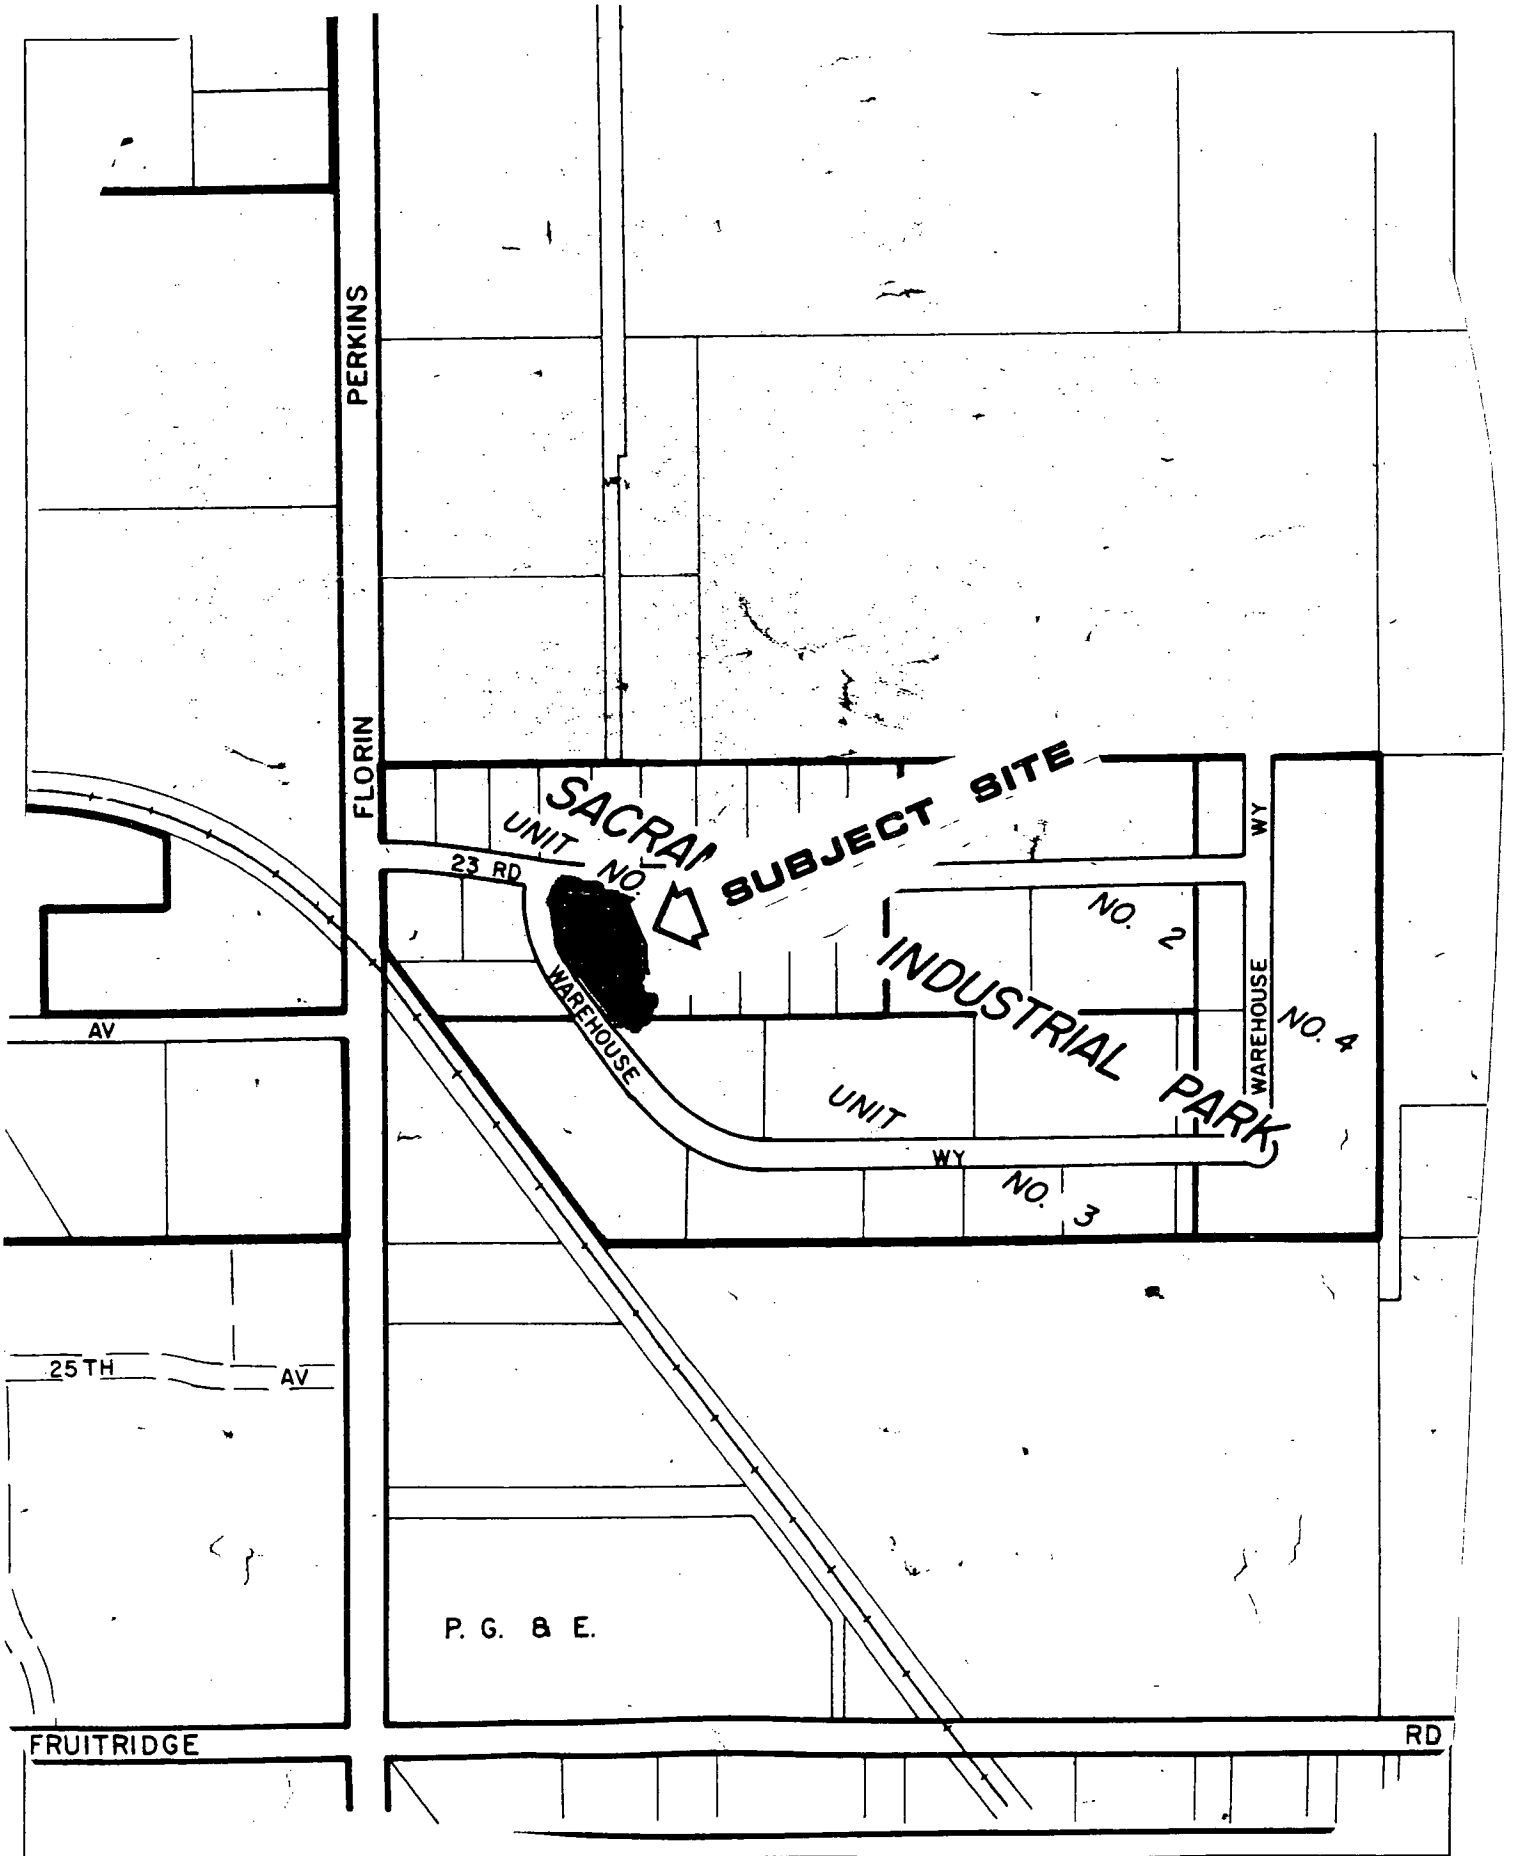 PERKINS
FLORIN
SUBJECT SITE
SACRAM
UNIT NO.
23 RD
WY
NO. 2
INDUSTRIAL PARK
WAREHOUSE
WAREHOUSE
NO. 4
AV
UNIT
WY
NO. 3
25TH AV
P. G. & E.
FRUITRIDGE RD